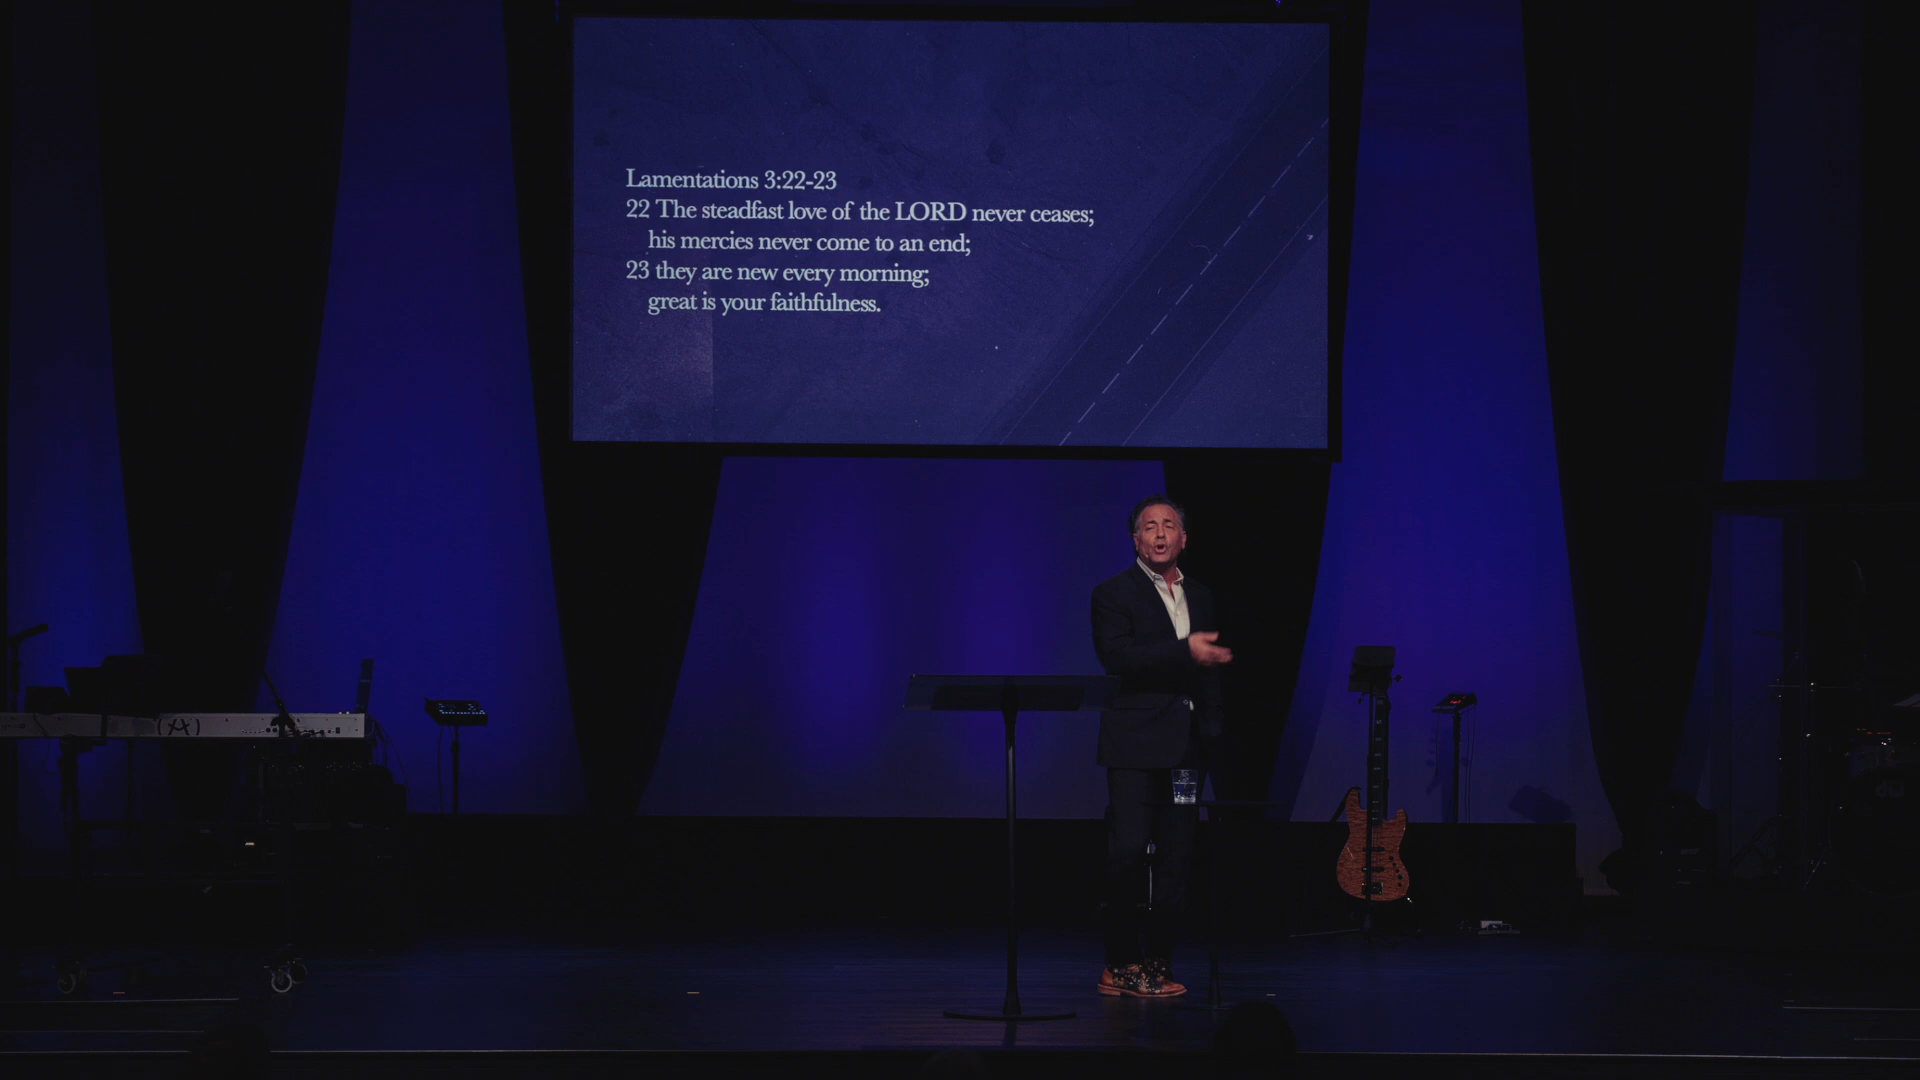 Lamentations 3:22-23
22 The steadfast love of the LORD never ceases;
his mercies never come to an end;
23 they are new every morning;
great is your faithfulness.